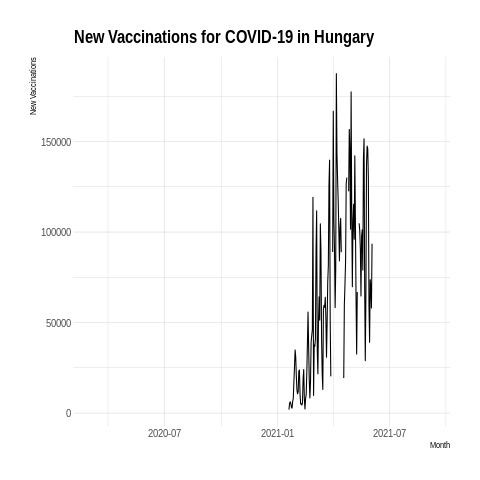 New Vaccinations for COVID-19 in Hungary
New Vaccinations
150000
100000
50000
0
2020-07
2021-01
2021-07
Month